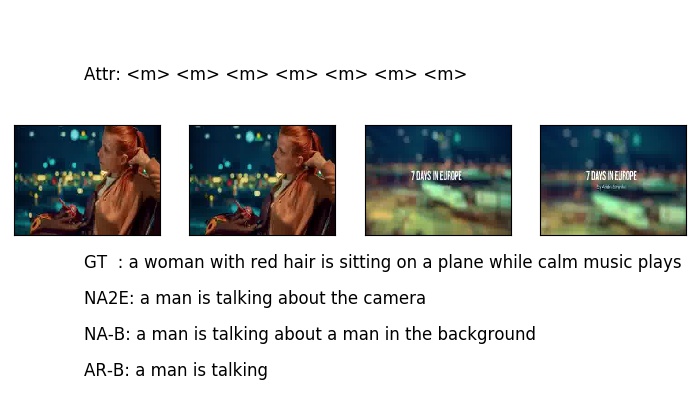 Attr: <m> <m> <m> <m> <m> <m> <m>
7 DAYS IN EUROPE
7 DAYS IN EUROPE
GT : a woman with red hair is sitting on a plane while calm music plays
NA2E: a man is talking about the camera
NA-B: a man is talking about a man in the background
AR-B: a man is talking